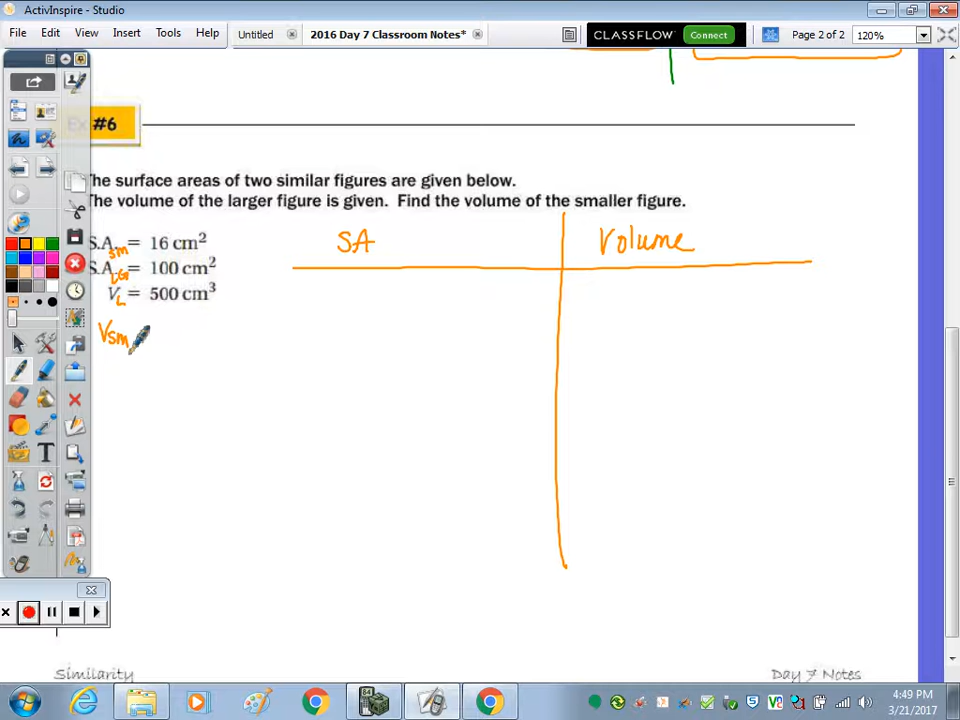 ActivInspire - Studio
File Edit View Insert Tools Help Untitled 2016 Day 7 Classroom Notes* CLASSFLOW Connect Page 2 of 2 120%
Ex #6
The surface areas of two similar figures are given below.
The volume of the larger figure is given. Find the volume of the smaller figure.
S.A. sm = 16 cm²
S.A. LG = 100 cm²
V L = 500 cm³
Vsm
SA Volume
Similarity Day 7 Notes
4:49 PM
3/21/2017